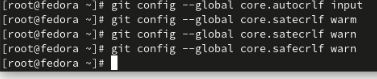 [root@fedora ~]# git config --global core.autocrlf input
[root@fedora ~]# git config --global core.satecrlf warm
[root@fedora ~]# git config --global core.satecrlf warn
[root@fedora ~]# git config --global core.safecrlf warn
[root@fedora ~]#